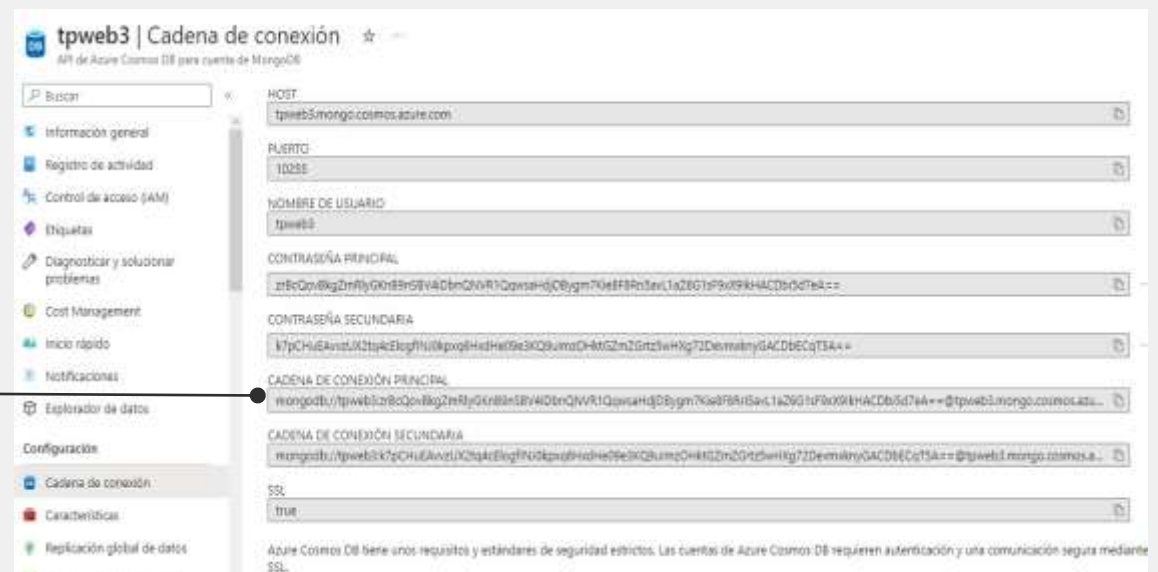 tpweb3 | Cadena de conexión
API de Azure Cosmos DB para cuenta de MongoDB
Buscar
Información general
Registro de actividad
Control de acceso (IAM)
Etiquetas
Diagnosticar y solucionar
problemas
Cost Management
Inicio rápido
Notificaciones
Explorador de datos
Configuración
Cadena de conexión
Características
Replicación global de datos
HOST
tpweb3.mongo.cosmos.azure.com
PUERTO
10255
NOMBRE DE USUARIO
tpweb3
CONTRASEÑA PRINCIPAL
CONTRASEÑA SECUNDARIA
CADENA DE CONEXIÓN PRINCIPAL
CADENA DE CONEXIÓN SECUNDARIA
SSL
true
Azure Cosmos DB tiene unos requisitos y estándares de seguridad estrictos. Las cuentas de Azure Cosmos DB requieren autenticación y una comunicación segura mediante
SSL.